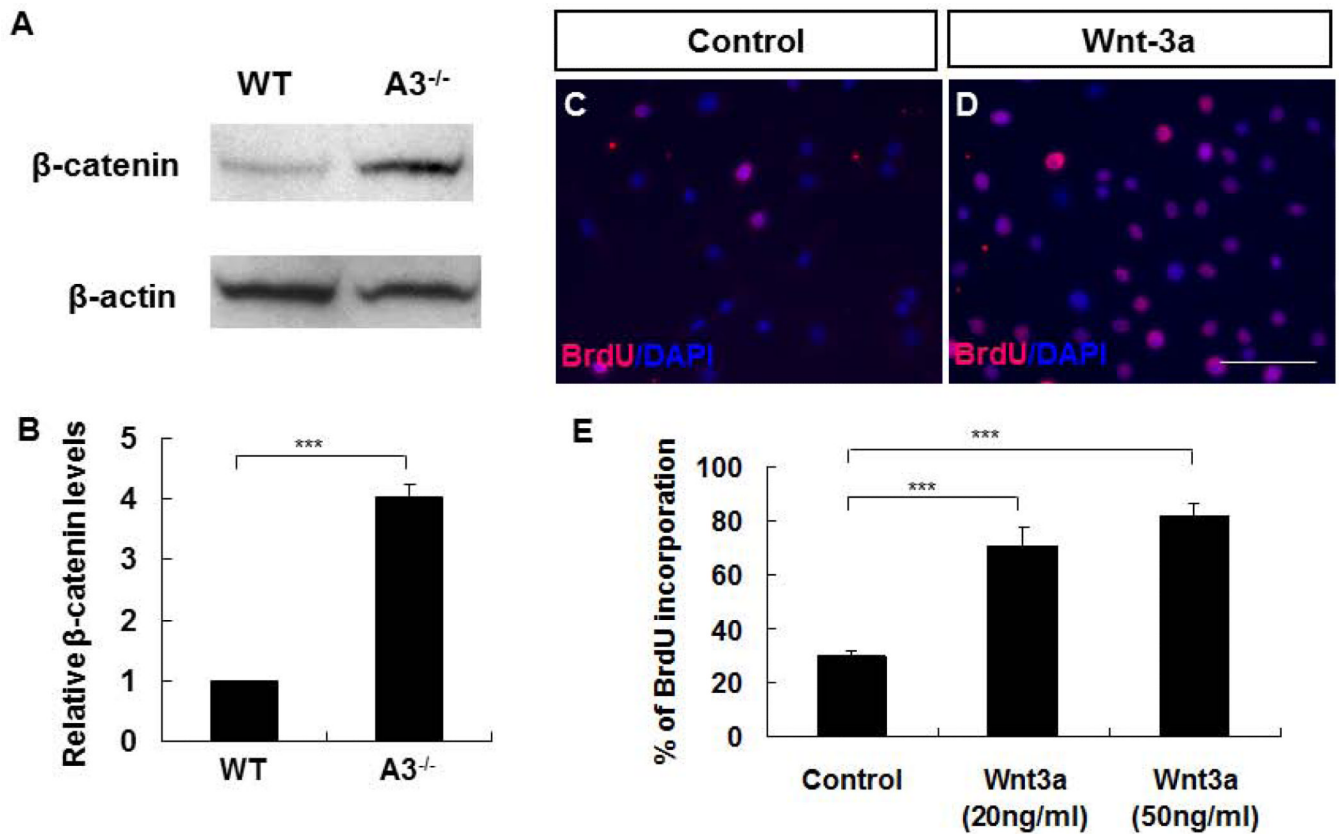 A
WT A3-/-
β-catenin
β-actin
Control
Wnt-3a
C
BrdU/DAPI
D
BrdU/DAPI
B
Relative β-catenin levels
5
4
3
2
1
0
***
WT
A3-/-
E
% of BrdU incorporation
100
80
60
40
20
0
***
***
Control
Wnt3a
(20ng/ml)
Wnt3a
(50ng/ml)